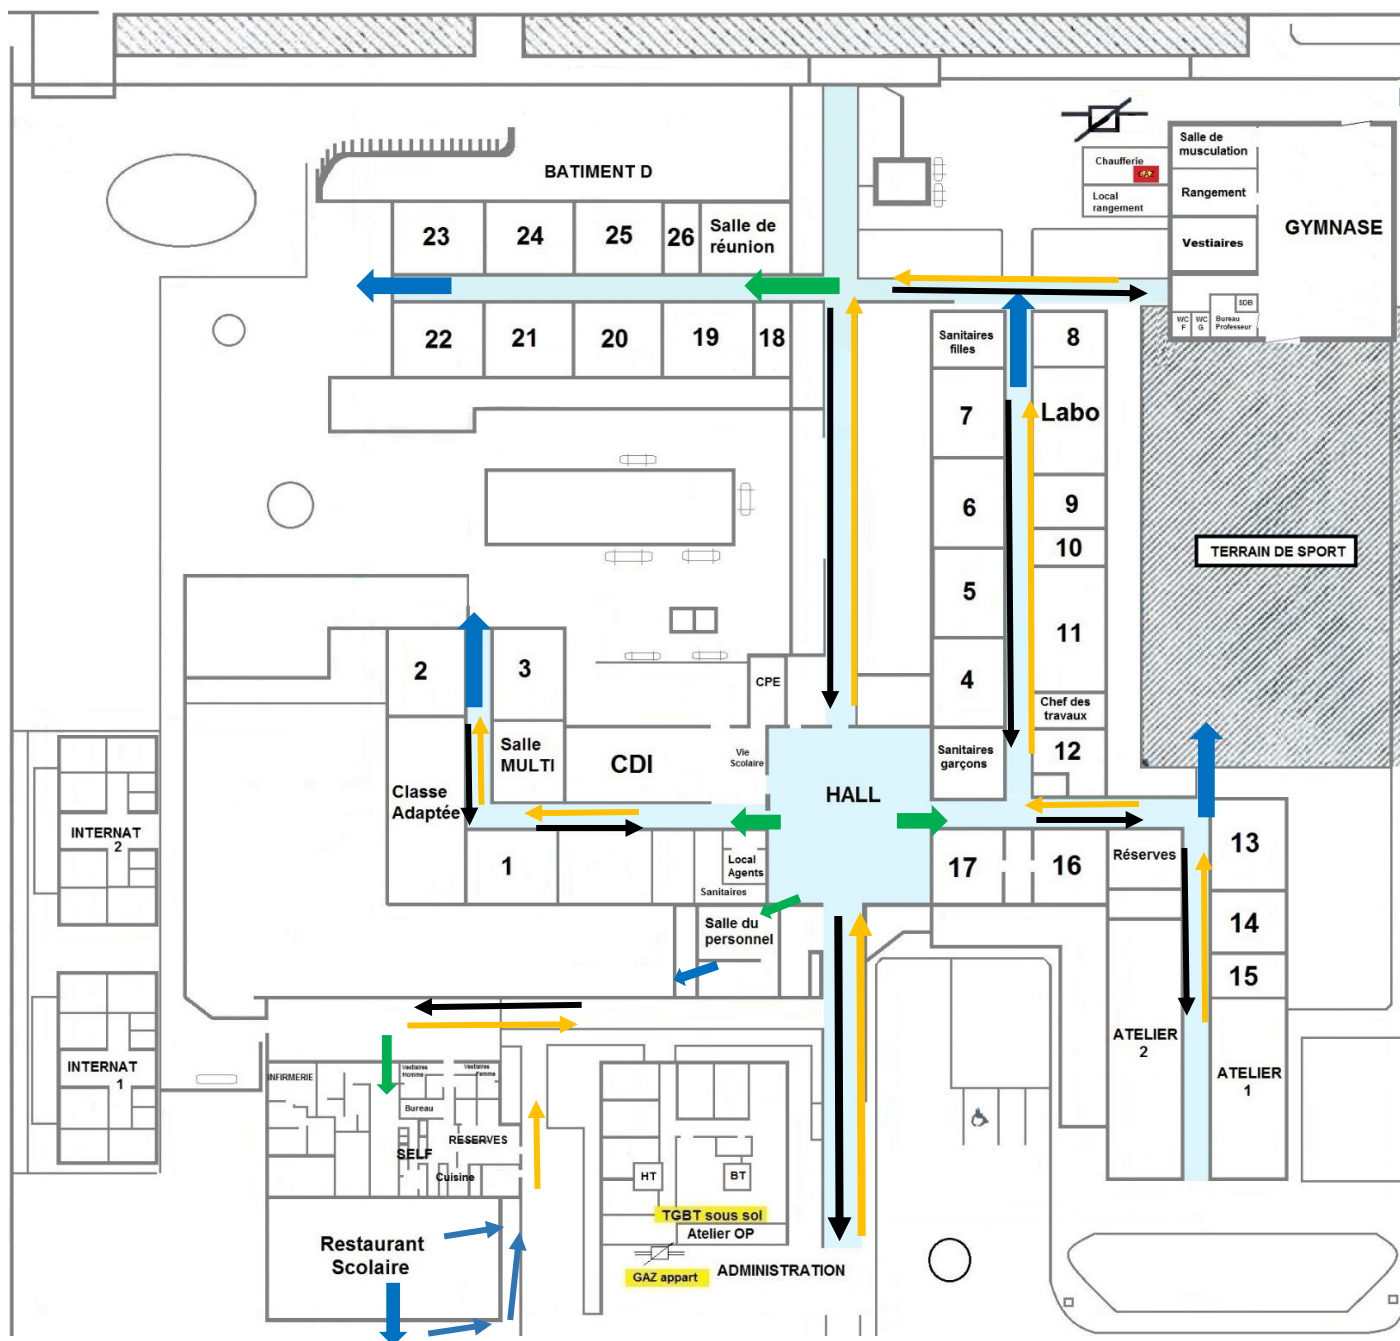 BATIMENT D
23
24
25
26
Salle de
réunion
22
21
20
19
18
Chaufferie
GAZ
Local
rangement
Salle de
musculation
Rangement
Vestiaires
GYMNASE
SDB
WC
F
WC
G
Bureau
Professeur
Sanitaires
filles
8
7
Labo
6
9
10
5
11
4
Chef des
travaux
Sanitaires
garçons
12
TERRAIN DE SPORT
2
3
CPE
Salle
MULTI
CDI
Vie
Scolaire
HALL
Classe
Adaptée
1
Local
Agents
Sanitaires
17
16
Réserves
13
14
15
Salle du
personnel
ATELIER
2
ATELIER
1
INTERNAT
2
INTERNAT
1
INFIRMERIE
Vestiaires
Homme
Vestiaires
Femme
Bureau
RESERVES
SELF
Cuisine
HT
BT
TGBT sous sol
Atelier OP
GAZ appart
ADMINISTRATION
Restaurant
Scolaire